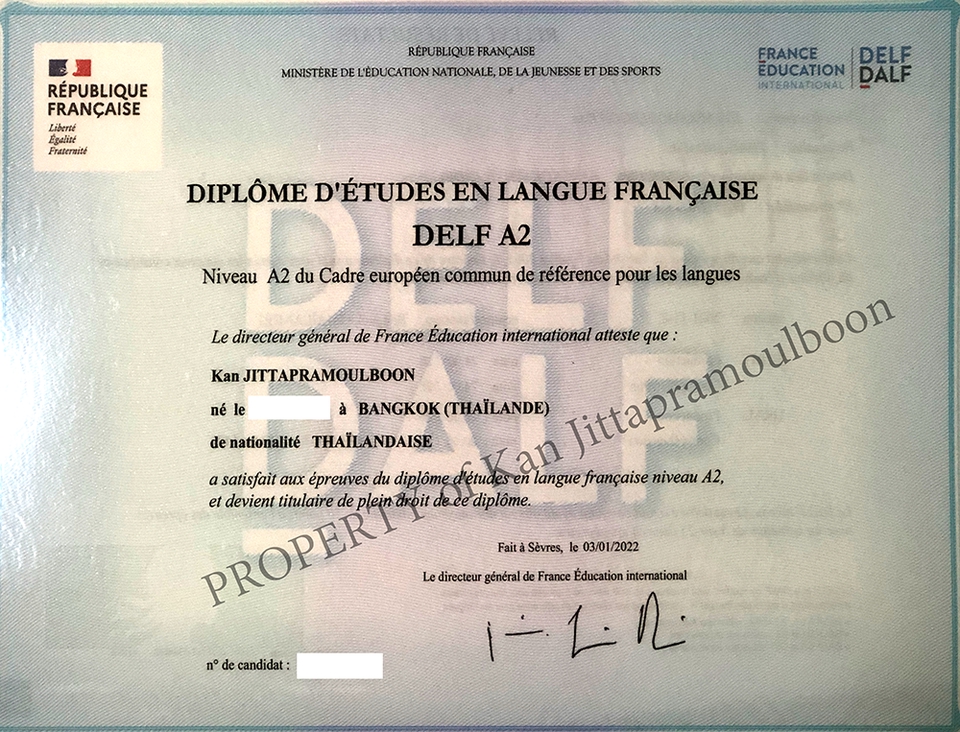 RÉPUBLIQUE FRANÇAISE
MINISTÈRE DE L'ÉDUCATION NATIONALE, DE LA JEUNESSE ET DES SPORTS
RÉPUBLIQUE
FRANÇAISE
Liberté
Égalité
Fraternité
FRANCE
ÉDUCATION
INTERNATIONAL
DELF
DALF
DIPLÔME D'ÉTUDES EN LANGUE FRANÇAISE
DELF A2
Niveau A2 du Cadre européen commun de référence pour les langues
Le directeur général de France Éducation international atteste que :
Kan JITTAPRAMOULBOON
né le à BANGKOK (THAÏLANDE)
de nationalité THAÏLANDAISE
a satisfait aux épreuves du diplôme d'études en langue française niveau A2,
et devient titulaire de plein droit de ce diplôme.
Fait à Sèvres, le 03/01/2022
Le directeur général de France Éducation international
n° de candidat :
DELF
DALF
PROPERTY of Kan Jittapramoulboon